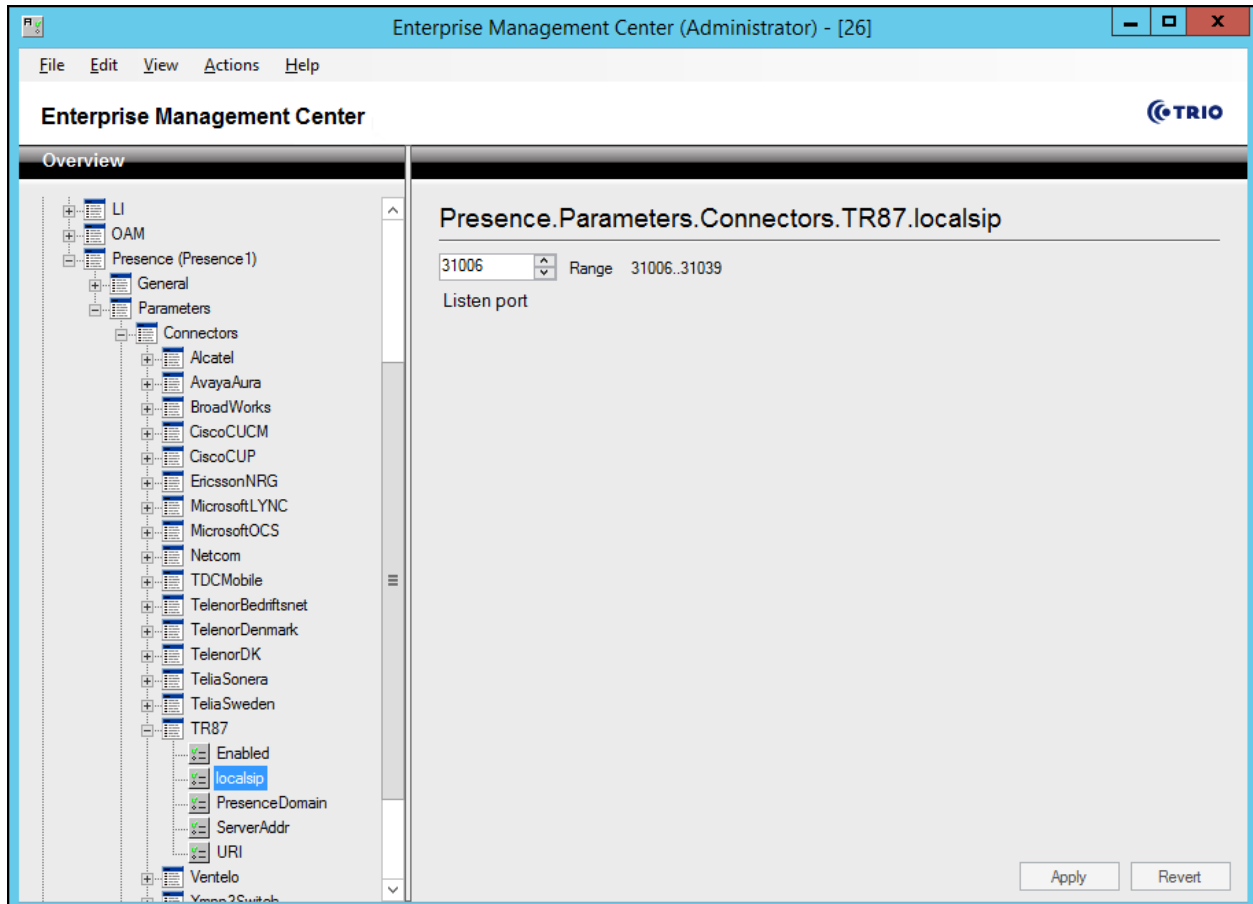 Enterprise Management Center (Administrator) - [26]
File Edit View Actions Help
Enterprise Management Center
TRIO
Overview
LI
OAM
Presence (Presence1)
General
Parameters
Connectors
Alcatel
AvayaAura
BroadWorks
CiscoCUCM
CiscoCUP
EricssonNRG
MicrosoftLYNC
MicrosoftOCS
Netcom
TDCMobile
TelenorBedriftsnet
TelenorDenmark
TelenorDK
TeliaSonera
TeliaSweden
TR87
Enabled
localsip
PresenceDomain
ServerAddr
URI
Ventelo
Presence.Parameters.Connectors.TR87.localsip
31006 Range 31006..31039
Listen port
Apply Revert